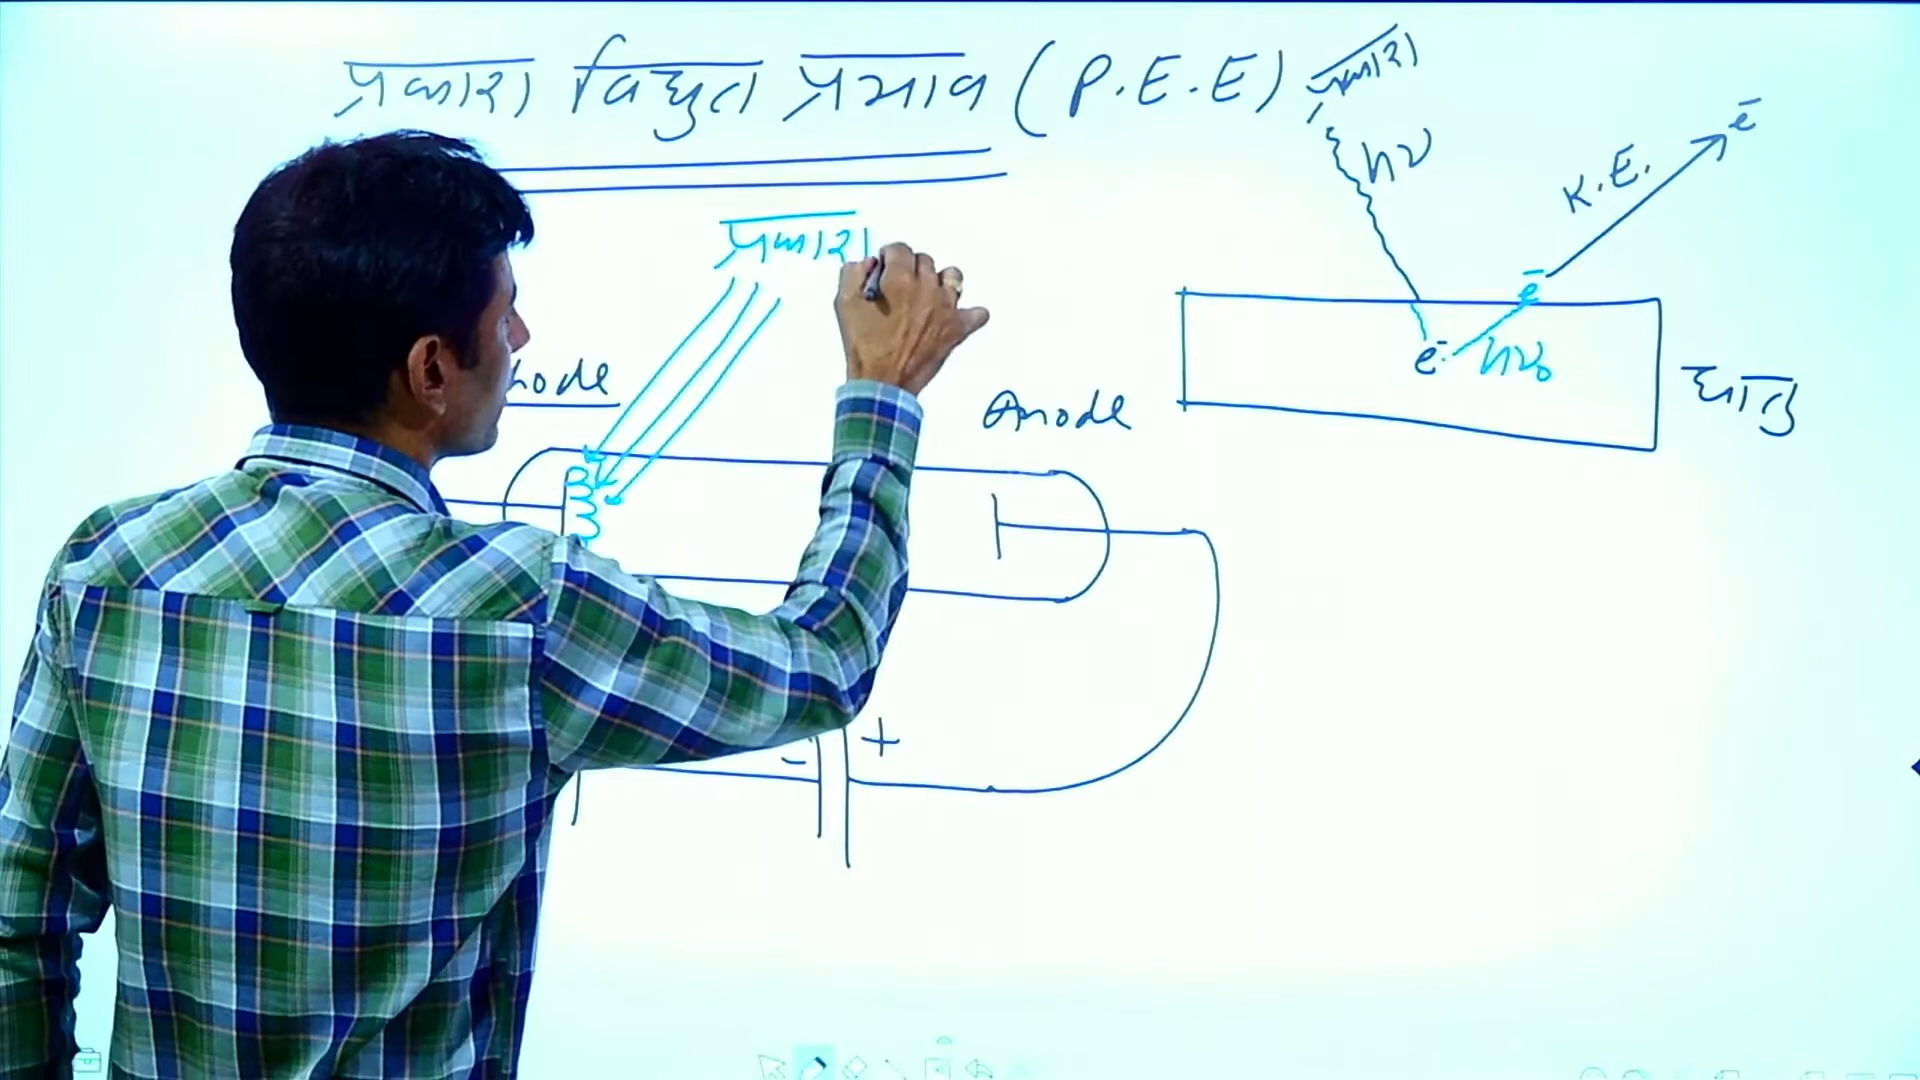 प्रकाश विद्युत प्रभाव (P.E.E)
प्रकाश
hν
K.E.
e⁻
प्रकाश
e⁻
e⁻
hν₀
धातु
hode
Anode
- +